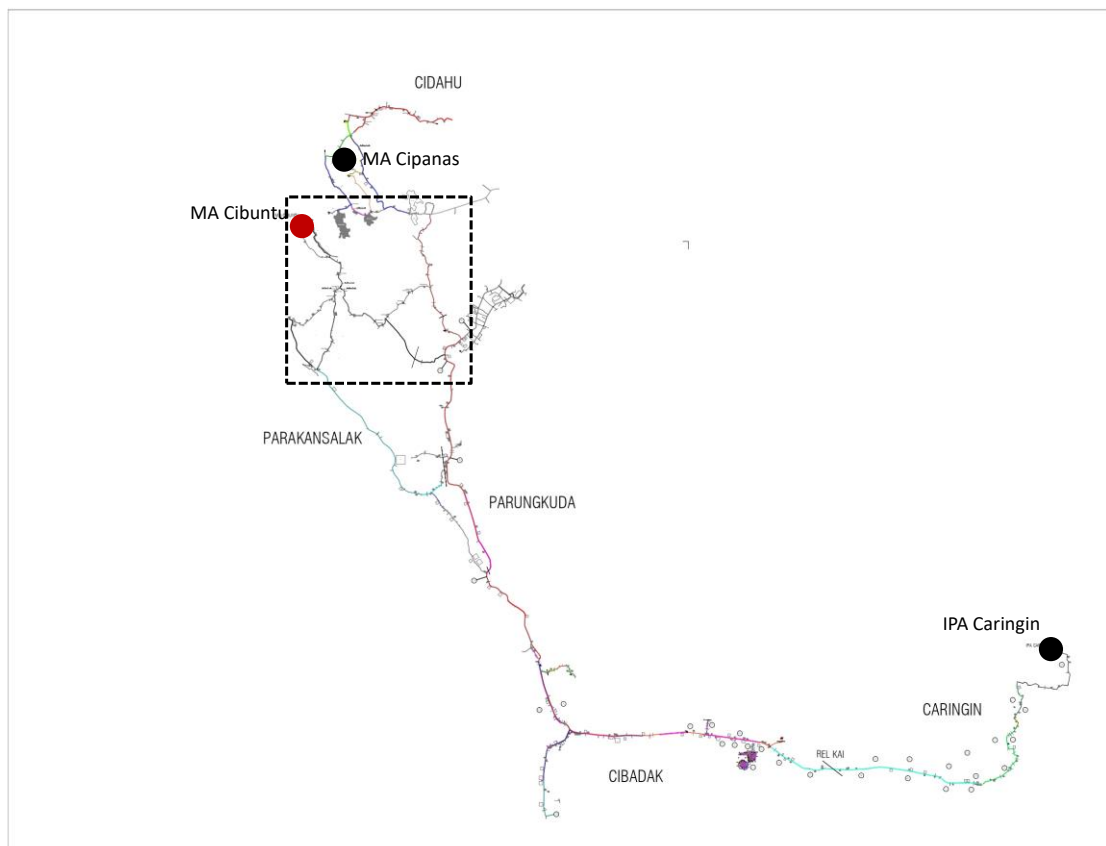 CIDAHU
MA Cipanas
MA Cibuntu
PARAKANSALAK
PARUNGKUDA
IPA Caringin
CARINGIN
REL KAI
CIBADAK